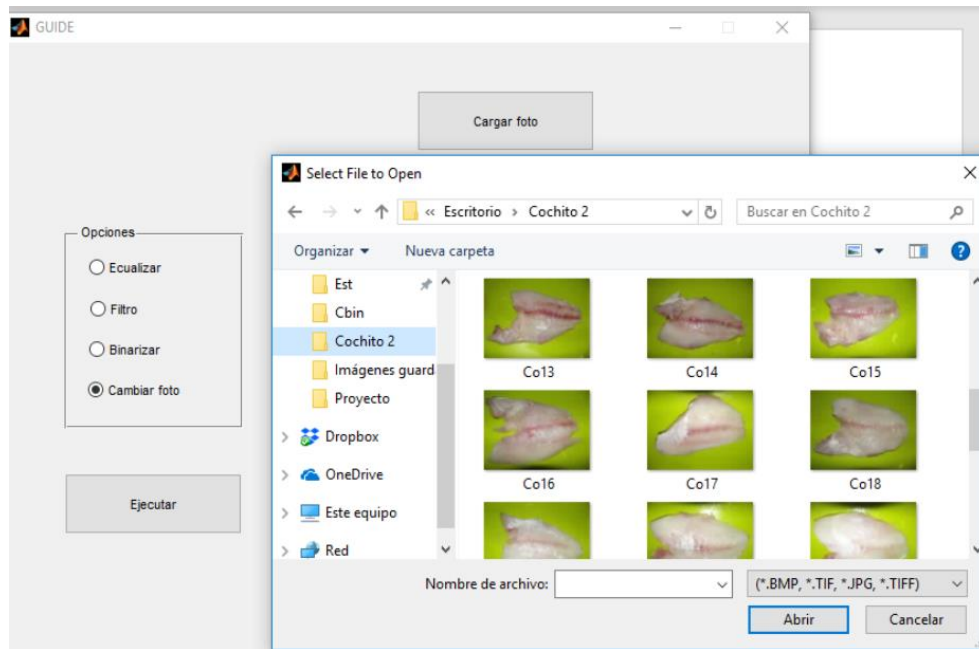 GUIDE
Cargar foto
Select File to Open
« Escritorio > Cochito 2
Buscar en Cochito 2
Organizar
Nueva carpeta
Opciones
Ecualizar
Filtro
Binarizar
Cambiar foto
Ejecutar
Est
Cbin
Cochito 2
Imágenes guard
Proyecto
Dropbox
OneDrive
Este equipo
Red
Co13
Co14
Co15
Co16
Co17
Co18
Nombre de archivo:
(*.BMP, *.TIF, *.JPG, *.TIFF)
Abrir
Cancelar